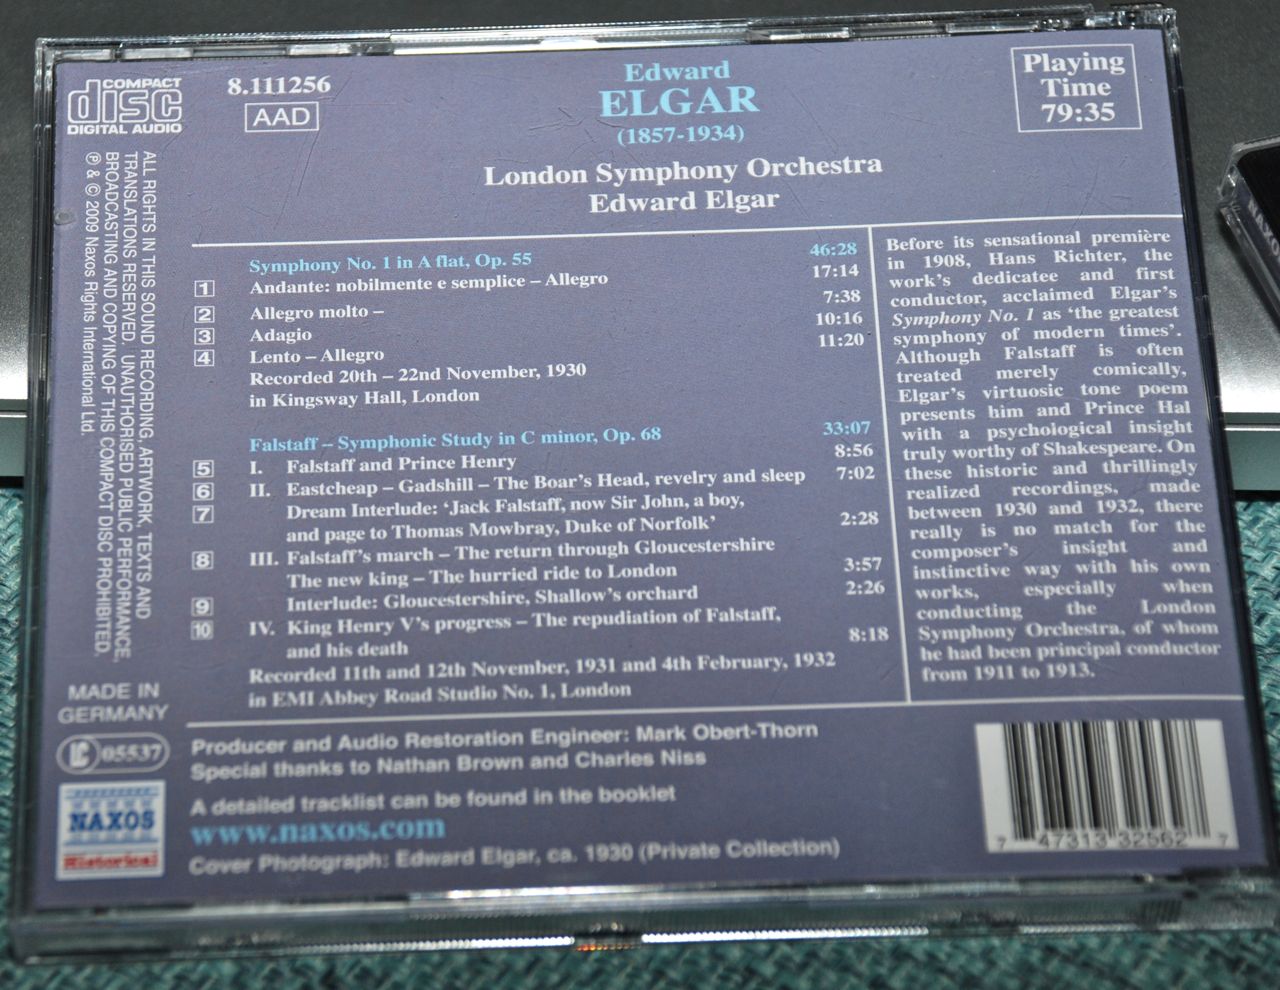 COMPACT
disc
DIGITAL AUDIO
8.111256
AAD
Edward
ELGAR
(1857-1934)
London Symphony Orchestra
Edward Elgar
Playing
Time
79:35
ALL RIGHTS IN THIS SOUND RECORDING, ARTWORK, TEXTS AND
TRANSLATIONS RESERVED. UNAUTHORISED PUBLIC PERFORMANCE,
BROADCASTING AND COPYING OF THIS COMPACT DISC PROHIBITED.
℗ & © 2009 Naxos Rights International Ltd.
Symphony No. 1 in A flat, Op. 55 46:28
1 Andante: nobilmente e semplice – Allegro 17:14
2 Allegro molto – 7:38
3 Adagio 10:16
4 Lento – Allegro 11:20
Recorded 20th – 22nd November, 1930
in Kingsway Hall, London
Falstaff – Symphonic Study in C minor, Op. 68 33:07
5 I. Falstaff and Prince Henry 8:56
6 II. Eastcheap – Gadshill – The Boar's Head, revelry and sleep 7:02
7 Dream Interlude: 'Jack Falstaff, now Sir John, a boy,
and page to Thomas Mowbray, Duke of Norfolk' 2:28
8 III. Falstaff's march – The return through Gloucestershire
The new king – The hurried ride to London 3:57
9 Interlude: Gloucestershire, Shallow's orchard 2:26
10 IV. King Henry V's progress – The repudiation of Falstaff,
and his death 8:18
Recorded 11th and 12th November, 1931 and 4th February, 1932
in EMI Abbey Road Studio No. 1, London
Before its sensational première
in 1908, Hans Richter, the
work's dedicatee and first
conductor, acclaimed Elgar's
Symphony No. 1 as 'the greatest
symphony of modern times'.
Although Falstaff is often
treated merely comically,
Elgar's virtuosic tone poem
presents him and Prince Hal
with a psychological insight
truly worthy of Shakespeare. On
these historic and thrillingly
realized recordings, made
between 1930 and 1932, there
really is no match for the
composer's insight and
instinctive way with his own
works, especially when
conducting the London
Symphony Orchestra, of whom
he had been principal conductor
from 1911 to 1913.
MADE IN
GERMANY
LC 05537
NAXOS
Historical
Producer and Audio Restoration Engineer: Mark Obert-Thorn
Special thanks to Nathan Brown and Charles Niss
A detailed tracklist can be found in the booklet
www.naxos.com
Cover Photograph: Edward Elgar, ca. 1930 (Private Collection)
7 47313 32562 7